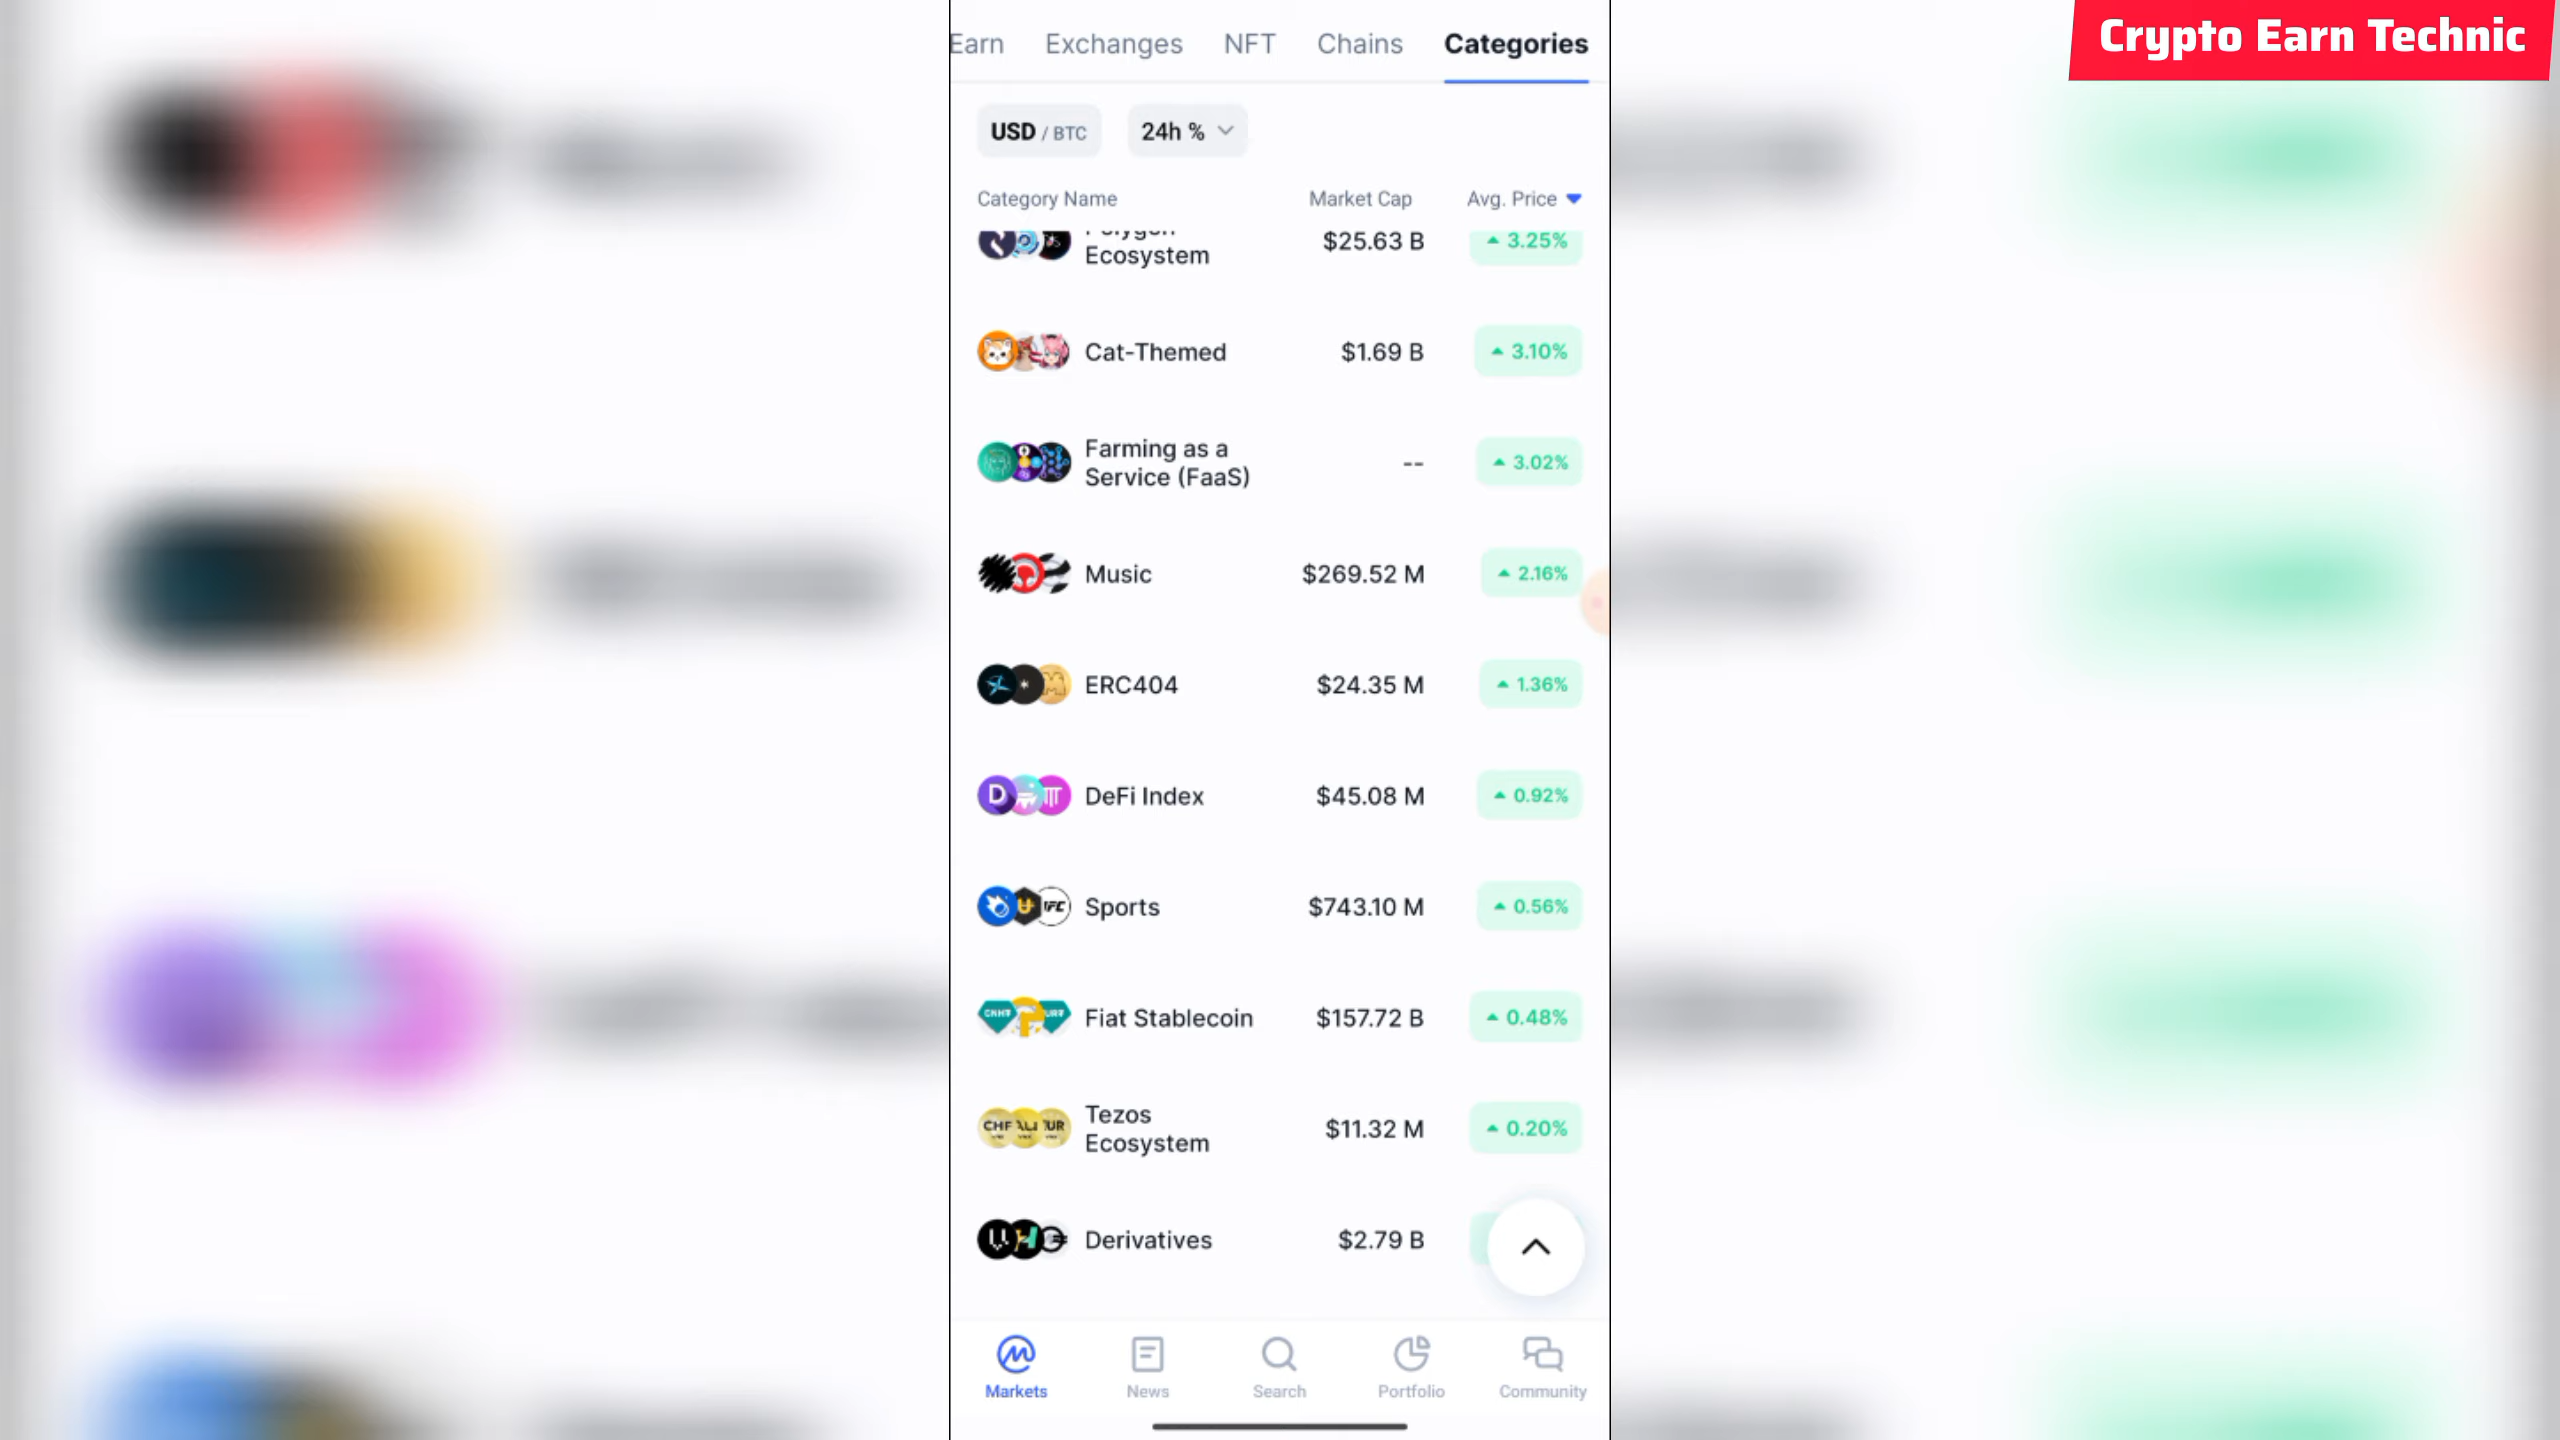 Crypto Earn Technic
Earn Exchanges NFT Chains Categories
USD / BTC 24h %
Category Name Market Cap Avg. Price
Polygon
Ecosystem $25.63 B 3.25%
Cat-Themed $1.69 B 3.10%
Farming as a
Service (FaaS) -- 3.02%
Music $269.52 M 2.16%
ERC404 $24.35 M 1.36%
DeFi Index $45.08 M 0.92%
Sports $743.10 M 0.56%
Fiat Stablecoin $157.72 B 0.48%
Tezos
Ecosystem $11.32 M 0.20%
Derivatives $2.79 B
Markets News Search Portfolio Community